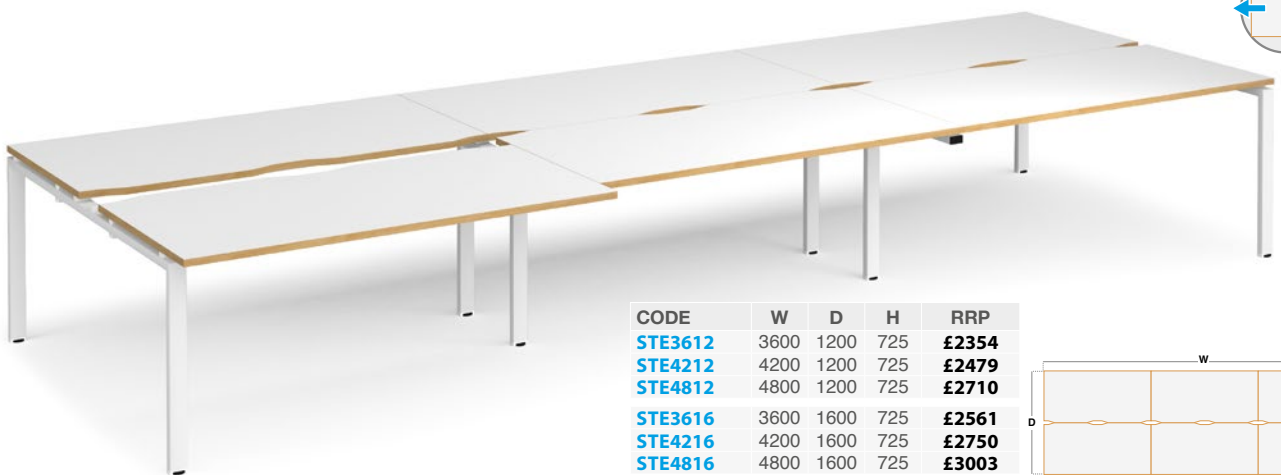 CODE W D H RRP
STE3612 3600 1200 725 £2354
STE4212 4200 1200 725 £2479
STE4812 4800 1200 725 £2710
STE3616 3600 1600 725 £2561
STE4216 4200 1600 725 £2750
STE4816 4800 1600 725 £3003
W
D